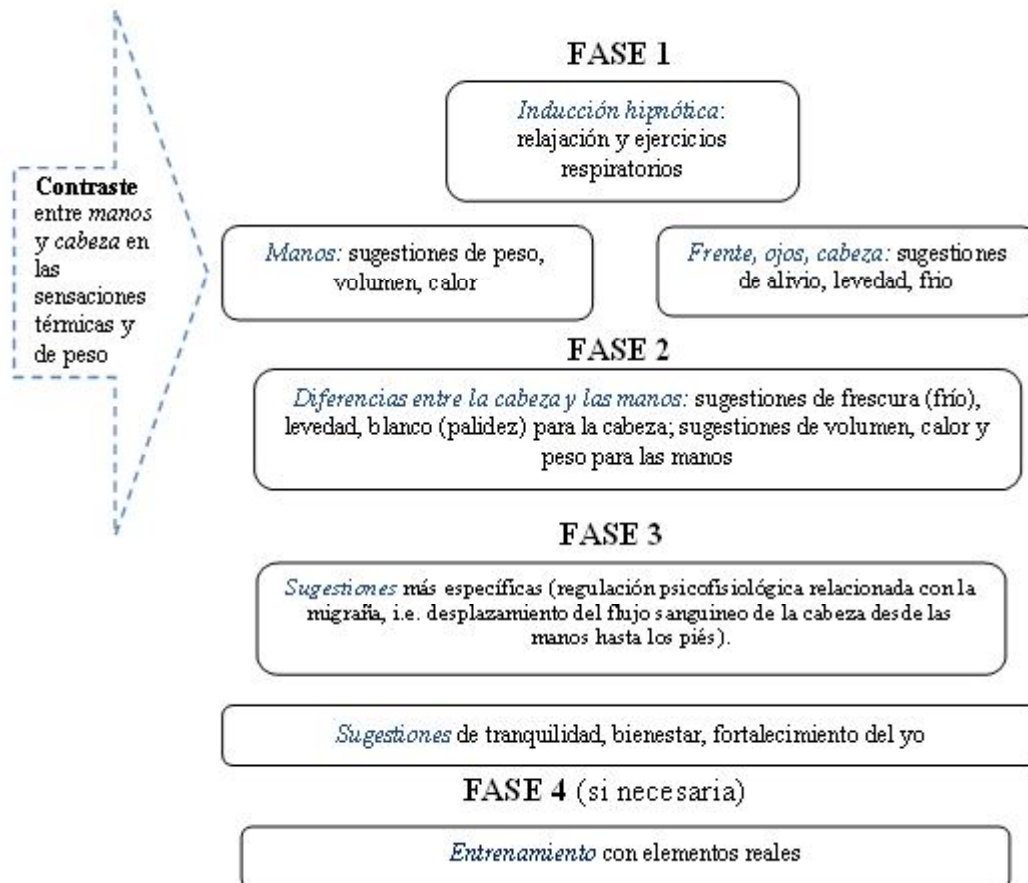 FASE 1
Inducción hipnótica:
relajación y ejercicios
respiratorios
Contraste
entre manos
y cabeza en
las
sensaciones
térmicas y
de peso
Manos: sugestiones de peso,
volumen, calor
Frente, ojos, cabeza: sugestiones
de alivio, levedad, frio
FASE 2
Diferencias entre la cabeza y las manos: sugestiones de frescura (frío),
levedad, blanco (palidez) para la cabeza; sugestiones de volumen, calor y
peso para las manos
FASE 3
Sugestiones más específicas (regulación psicofisiológica relacionada con la
migraña, i.e. desplazamiento del flujo sanguineo de la cabeza desde las
manos hasta los piés).
Sugestiones de tranquilidad, bienestar, fortalecimiento del yo
FASE 4 (si necesaria)
Entrenamiento con elementos reales